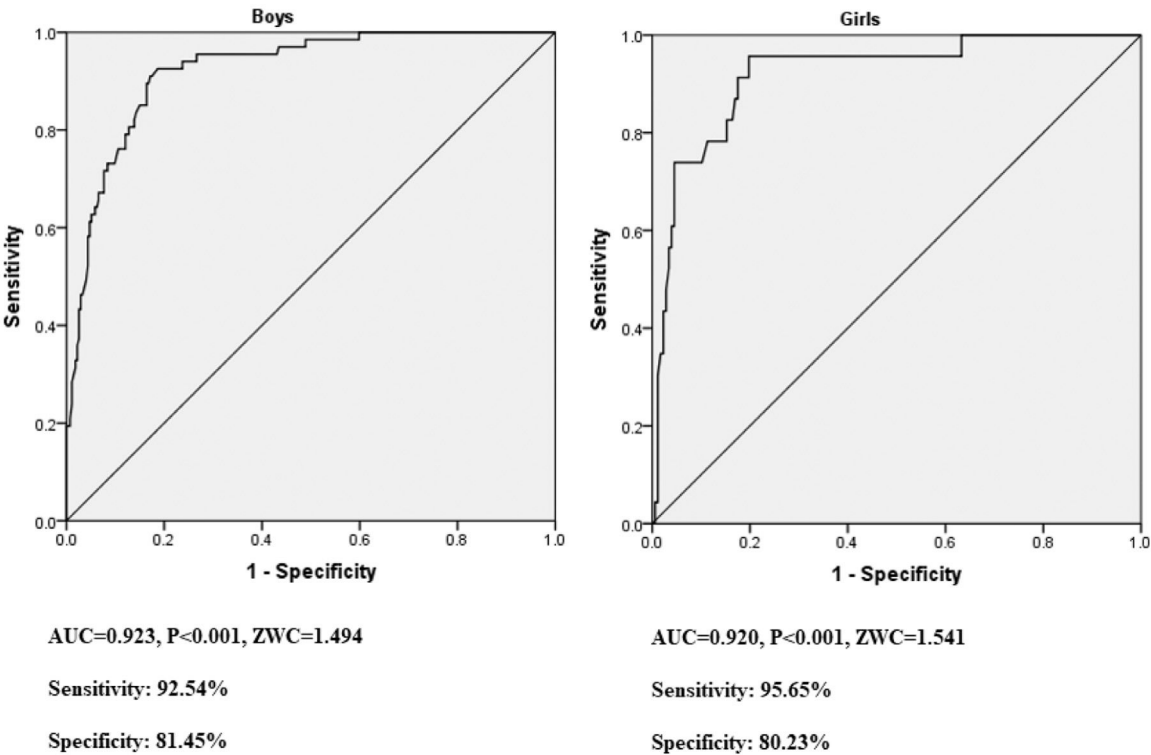 Boys
1.0
0.8
0.6
0.4
0.2
0.0
Sensitivity
0.0 0.2 0.4 0.6 0.8 1.0
1 - Specificity
AUC=0.923, P<0.001, ZWC=1.494
Sensitivity: 92.54%
Specificity: 81.45%
Girls
1.0
0.8
0.6
0.4
0.2
0.0
Sensitivity
0.0 0.2 0.4 0.6 0.8 1.0
1 - Specificity
AUC=0.920, P<0.001, ZWC=1.541
Sensitivity: 95.65%
Specificity: 80.23%